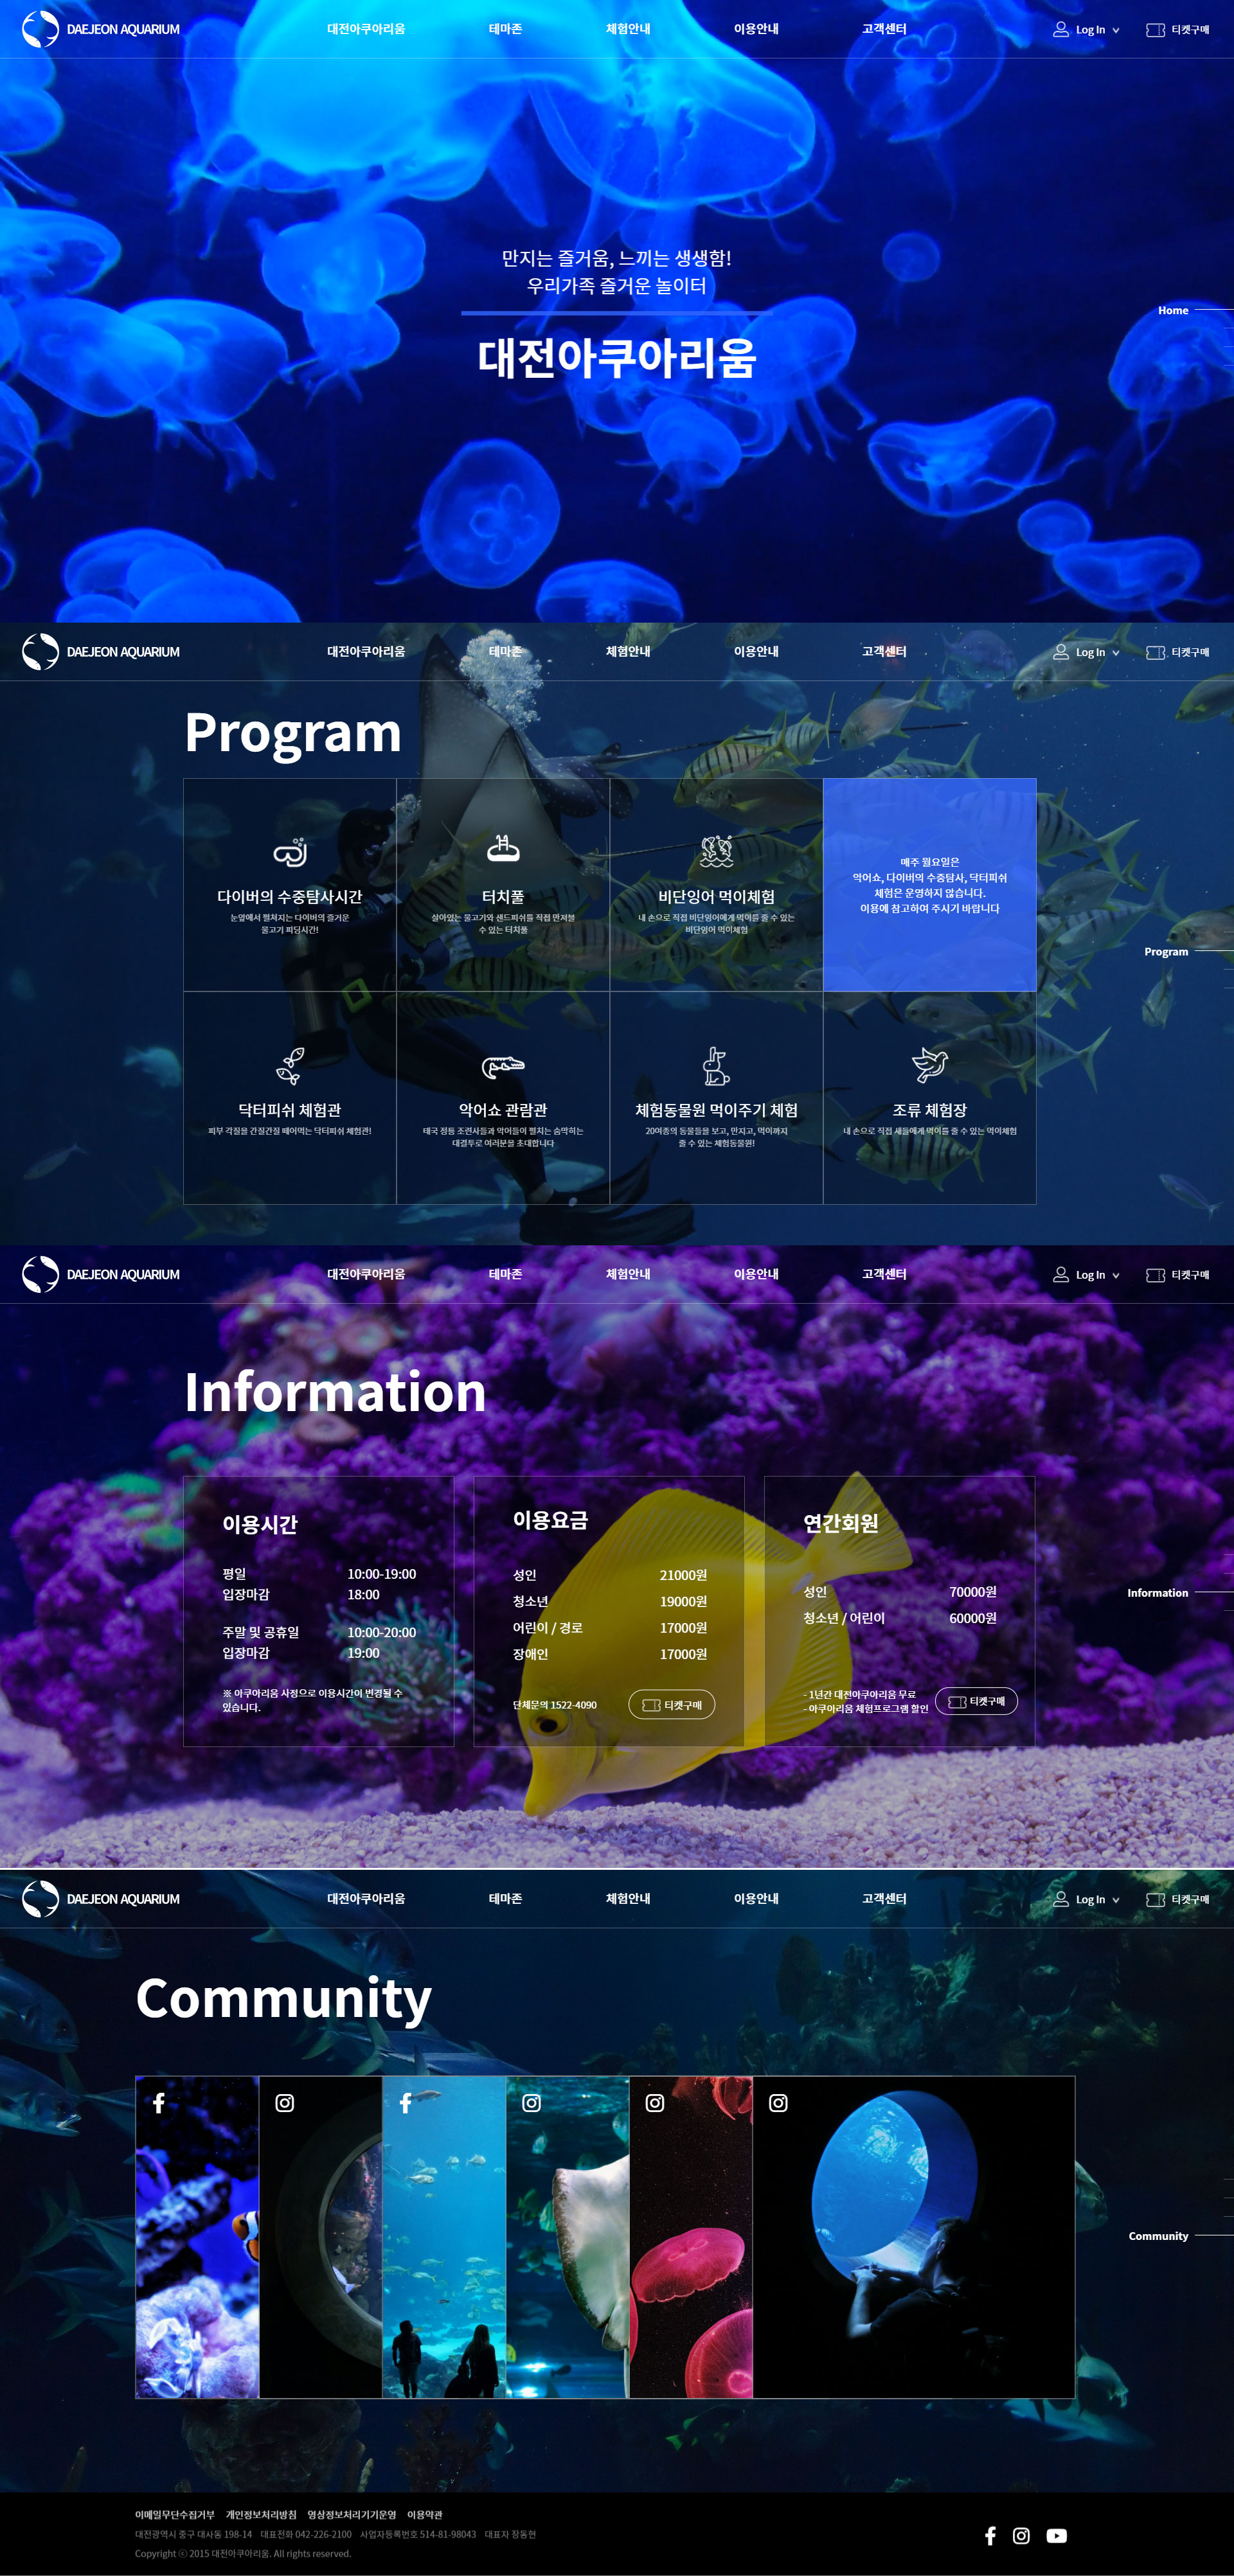 DAEJEON AQUARIUM
대전아쿠아리움 테마존 체험안내 이용안내 고객센터
Log In 티켓구매
만지는 즐거움, 느끼는 생생함!
우리가족 즐거운 놀이터
대전아쿠아리움
Home
DAEJEON AQUARIUM
대전아쿠아리움 테마존 체험안내 이용안내 고객센터
Log In 티켓구매
Program
다이버의 수중탐사시간
눈앞에서 펼쳐지는 다이버의 즐거운
물고기 피딩시간!
터치풀
살아있는 물고기와 샌드피쉬를 직접 만져볼
수 있는 터치풀
비단잉어 먹이체험
내 손으로 직접 비단잉어에게 먹이를 줄 수 있는
비단잉어 먹이체험
매주 월요일은
악어쇼, 다이버의 수중탐사, 닥터피쉬
체험은 운영하지 않습니다.
이용에 참고하여 주시기 바랍니다
Program
닥터피쉬 체험관
피부 각질을 간질간질 떼어먹는 닥터피쉬 체험관!
악어쇼 관람관
태국 정통 조련사들과 악어들이 펼치는 숨막히는
대결투로 여러분을 초대합니다
체험동물원 먹이주기 체험
20여종의 동물들을 보고, 만지고, 먹이까지
줄 수 있는 체험동물원!
조류 체험장
내 손으로 직접 새들에게 먹이를 줄 수 있는 먹이체험
DAEJEON AQUARIUM
대전아쿠아리움 테마존 체험안내 이용안내 고객센터
Log In 티켓구매
Information
이용시간
평일 10:00-19:00
입장마감 18:00
주말 및 공휴일 10:00-20:00
입장마감 19:00
※ 아쿠아리움 사정으로 이용시간이 변경될 수
있습니다.
이용요금
성인 21000원
청소년 19000원
어린이 / 경로 17000원
장애인 17000원
단체문의 1522-4090 티켓구매
연간회원
성인 70000원
청소년 / 어린이 60000원
- 1년간 대전아쿠아리움 무료
- 아쿠아리움 체험프로그램 할인
티켓구매
Information
DAEJEON AQUARIUM
대전아쿠아리움 테마존 체험안내 이용안내 고객센터
Log In 티켓구매
Community
Community
이메일무단수집거부 개인정보처리방침 영상정보처리기기운영 이용약관
대전광역시 중구 대사동 198-14 대표전화 042-226-2100 사업자등록번호 514-81-98043 대표자 장동현
Copyright ⓒ 2015 대전아쿠아리움. All rights reserved.